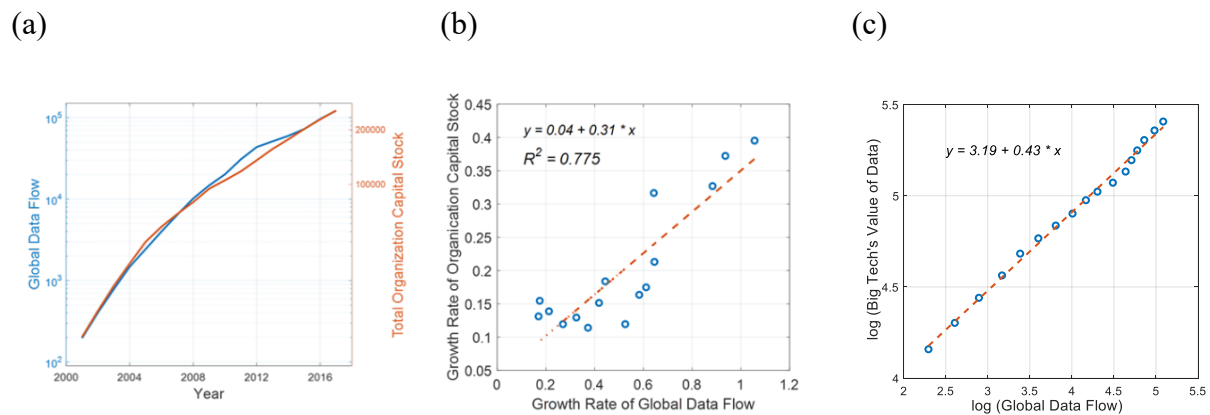 (a)
(b)
(c)
Global Data Flow
10^5
10^4
10^3
10^2
200000
100000
Total Organization Capital Stock
2000 2004 2008 2012 2016
Year
Growth Rate of Organication Capital Stock
0.45
0.4
0.35
0.3
0.25
0.2
0.15
0.1
0.05
y = 0.04 + 0.31 * x
R^2 = 0.775
0 0.2 0.4 0.6 0.8 1 1.2
Growth Rate of Global Data Flow
log (Big Tech's Value of Data)
5.5
5
4.5
4
y = 3.19 + 0.43 * x
2 2.5 3 3.5 4 4.5 5 5.5
log (Global Data Flow)